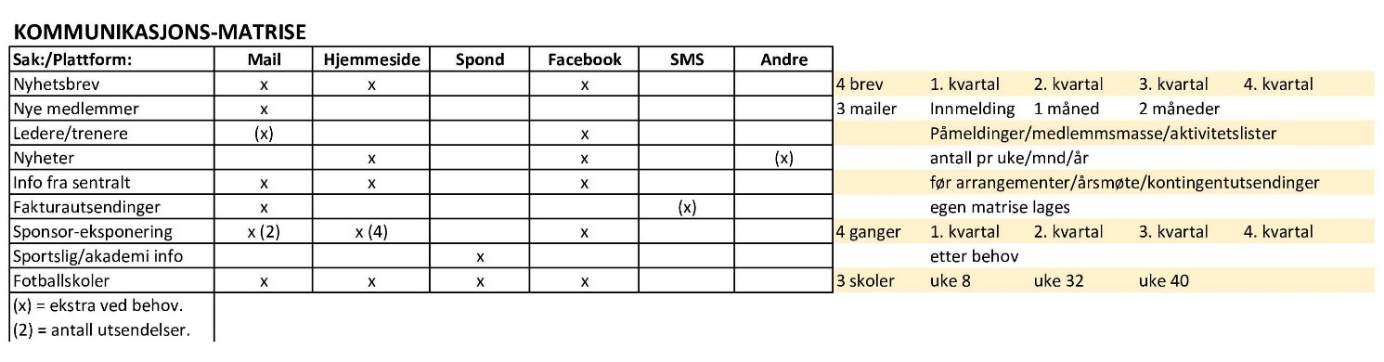 KOMMUNIKASJONS-MATRISE
Sak:/Plattform: Mail Hjemmeside Spond Facebook SMS Andre
Nyhetsbrev x x x 4 brev 1. kvartal 2. kvartal 3. kvartal 4. kvartal
Nye medlemmer x 3 mailer Innmelding 1 måned 2 måneder
Ledere/trenere (x) x Påmeldinger/medlemmsmasse/aktivitetslister
Nyheter x x (x) antall pr uke/mnd/år
Info fra sentralt x x x før arrangementer/årsmøte/kontingentutsendinger
Fakturautsendinger x (x) egen matrise lages
Sponsor-eksponering x (2) x (4) x 4 ganger 1. kvartal 2. kvartal 3. kvartal 4. kvartal
Sportslig/akademi info x etter behov
Fotballskoler x x x x 3 skoler uke 8 uke 32 uke 40
(x) = ekstra ved behov.
(2) = antall utsendelser.